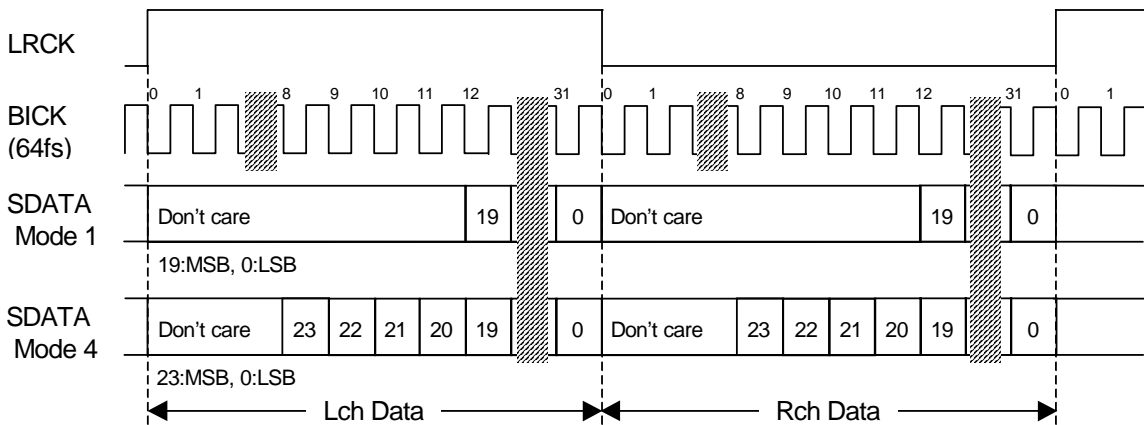 LRCK
0 1 8 9 10 11 12 31 0 1 8 9 10 11 12 31 0 1
BICK
(64fs)
SDATA
Mode 1
Don't care 19 0 Don't care 19 0
19:MSB, 0:LSB
SDATA
Mode 4
Don't care 23 22 21 20 19 0 Don't care 23 22 21 20 19 0
23:MSB, 0:LSB
Lch Data Rch Data